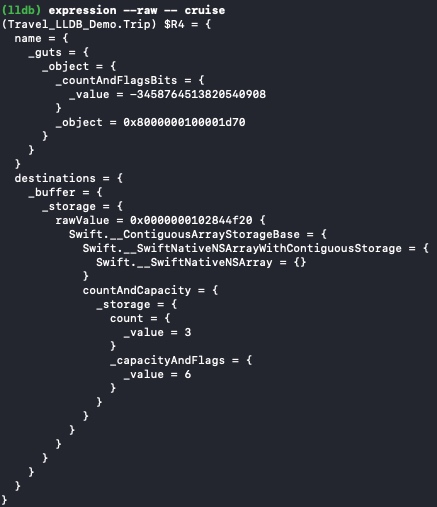 (lldb) expression --raw -- cruise
(Travel_LLDB_Demo.Trip) $R4 = {
  name = {
    _guts = {
      _object = {
        _countAndFlagsBits = {
          _value = -3458764513820540908
        }
        _object = 0x8000000100001d70
      }
    }
  }
  destinations = {
    _buffer = {
      _storage = {
        rawValue = 0x0000000102844f20 {
          Swift.__ContiguousArrayStorageBase = {
            Swift.__SwiftNativeNSArrayWithContiguousStorage = {
              Swift.__SwiftNativeNSArray = {}
            }
            countAndCapacity = {
              _storage = {
                count = {
                  _value = 3
                }
                _capacityAndFlags = {
                  _value = 6
                }
              }
            }
          }
        }
      }
    }
  }
}